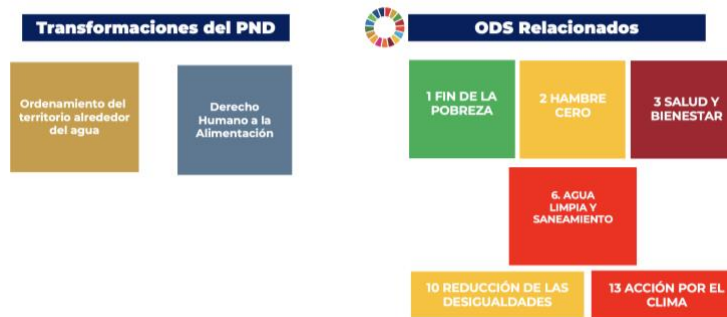 Transformaciones del PND
Ordenamiento del
territorio alrededor
del agua
Derecho
Humano a la
Alimentación
ODS Relacionados
1 FIN DE LA
POBREZA
2 HAMBRE
CERO
3 SALUD Y
BIENESTAR
6. AGUA
LIMPIA Y
SANEAMIENTO
10 REDUCCIÓN DE LAS
DESIGUALDADES
13 ACCIÓN POR EL
CLIMA